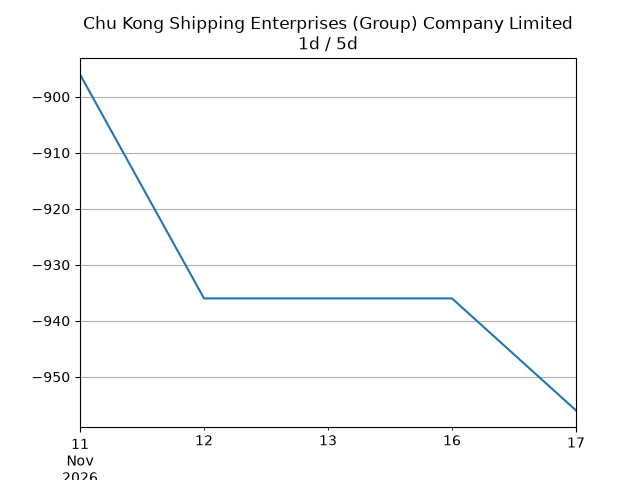 Chu Kong Shipping Enterprises (Group) Company Limited
1d / 5d
−900
−910
−920
−930
−940
−950
11 12 13 16 17
Nov
2026